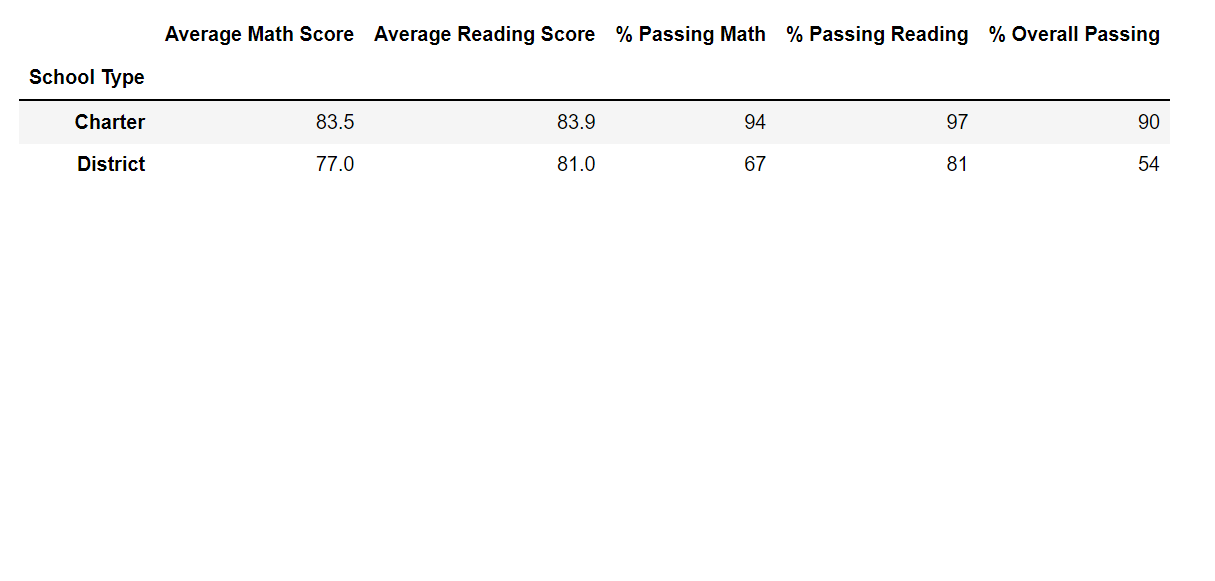 Average Math Score Average Reading Score % Passing Math % Passing Reading % Overall Passing
School Type
Charter 83.5 83.9 94 97 90
District 77.0 81.0 67 81 54